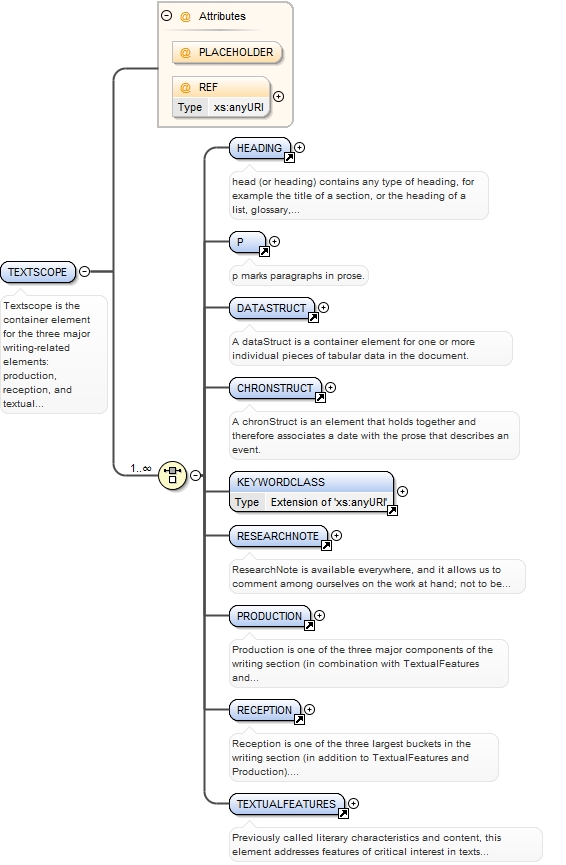 Attributes
@ PLACEHOLDER
@ REF
Type xs:anyURI
HEADING
head (or heading) contains any type of heading, for
example the title of a section, or the heading of a
list, glossary,...
P
p marks paragraphs in prose.
TEXTSCOPE
Textscope is the
container element
for the three major
writing-related
elements:
production,
reception, and
textual...
DATASTRUCT
A dataStruct is a container element for one or more
individual pieces of tabular data in the document.
CHRONSTRUCT
A chronStruct is an element that holds together and
therefore associates a date with the prose that describes an
event.
1..∞
KEYWORDCLASS
Type Extension of 'xs:anyURI'
RESEARCHNOTE
ResearchNote is available everywhere, and it allows us to
comment among ourselves on the work at hand; not to be...
PRODUCTION
Production is one of the three major components of the
writing section (in combination with TextualFeatures
and...
RECEPTION
Reception is one of the three largest buckets in the
writing section (in addition to TextualFeatures and
Production)....
TEXTUALFEATURES
Previously called literary characteristics and content, this
element addresses features of critical interest in texts...